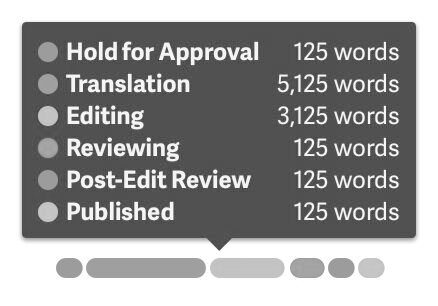 Hold for Approval 125 words
Translation 5,125 words
Editing 3,125 words
Reviewing 125 words
Post-Edit Review 125 words
Published 125 words